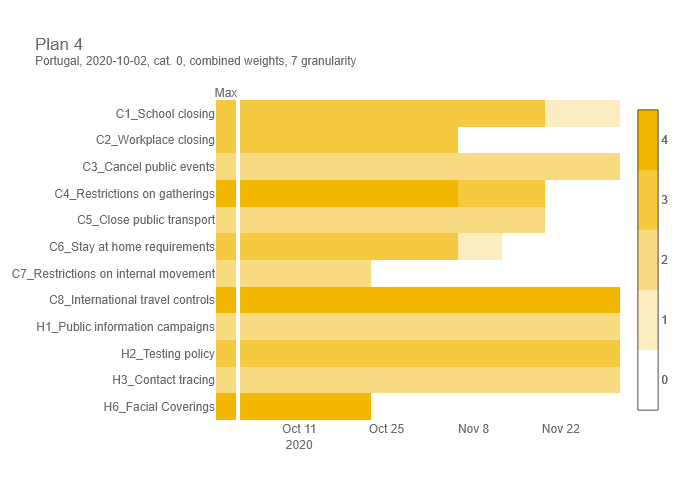 Plan 4
Portugal, 2020-10-02, cat. 0, combined weights, 7 granularity
Max
C1_School closing
C2_Workplace closing
C3_Cancel public events
C4_Restrictions on gatherings
C5_Close public transport
C6_Stay at home requirements
C7_Restrictions on internal movement
C8_International travel controls
H1_Public information campaigns
H2_Testing policy
H3_Contact tracing
H6_Facial Coverings
Oct 11 Oct 25 Nov 8 Nov 22
2020
4
3
2
1
0